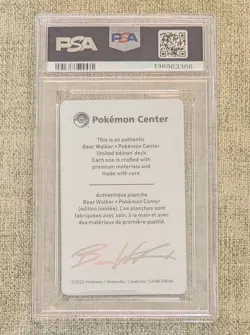 PSA
PSA
136963386
Pokémon Center
This is an authentic
Bear Walker + Pokémon Center
limited edition deck.
Each one is crafted with
premium materials and
made with care.
Authentique planche
Bear Walker + Pokémon Center
(édition limitée). Ces planches sont
fabriquées avec soin, à la main et avec
des matériaux de première qualité.